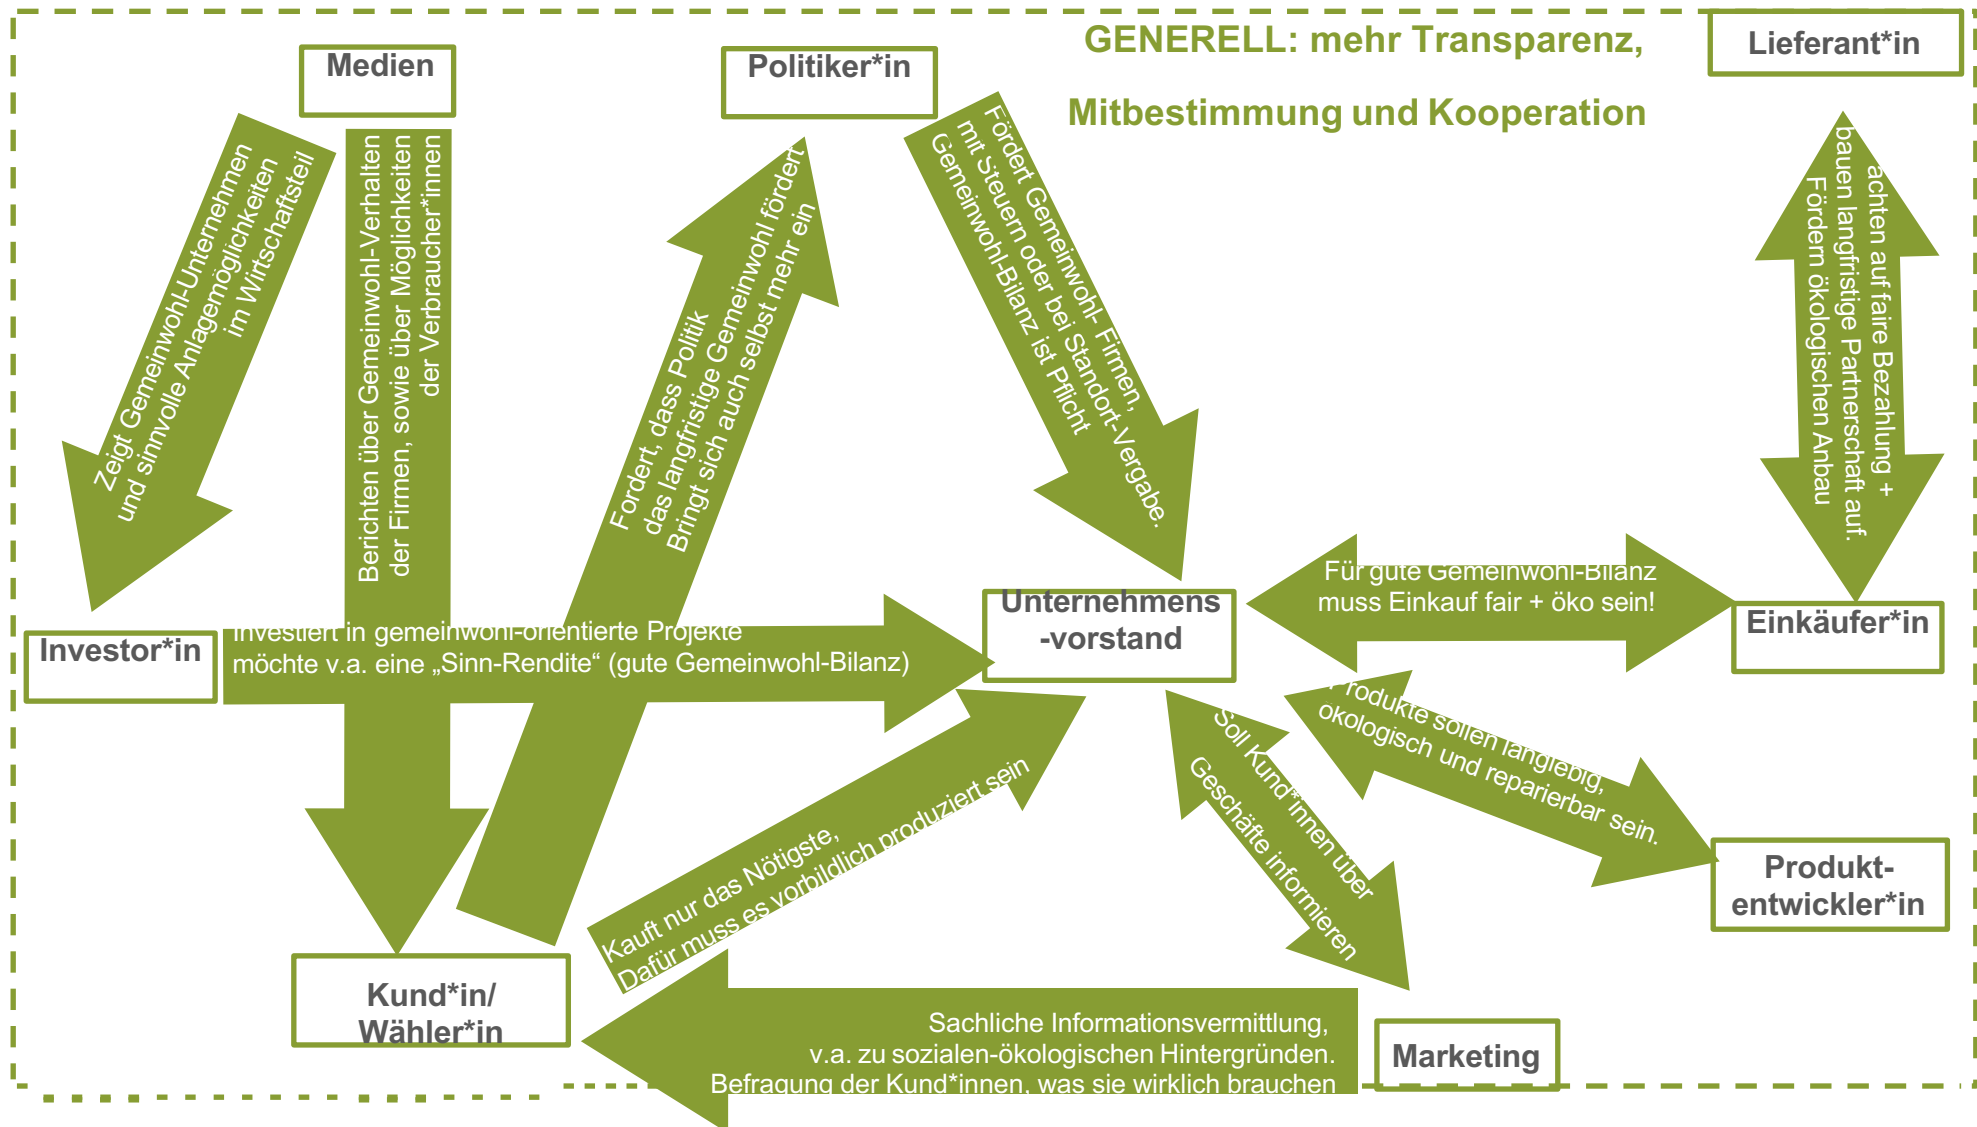 GENERELL: mehr Transparenz,
Mitbestimmung und Kooperation
Medien
Politiker*in
Lieferant*in
Zeigt Gemeinwohl-Unternehmen
und sinnvolle Anlagemöglichkeiten
im Wirtschaftsteil
Berichten über Gemeinwohl-Verhalten
der Firmen, sowie über Möglichkeiten
der Verbraucher*innen
Fordert, dass Politik
das langfristige Gemeinwohl fördert
Bringt sich auch selbst mehr ein
Fördert Gemeinwohl- Firmen,
mit Steuern oder bei Standort-Vergabe.
Gemeinwohl-Bilanz ist Pflicht
achten auf faire Bezahlung +
bauen langfristige Partnerschaft auf.
Fördern ökologischen Anbau
Investor*in
Investiert in gemeinwohl-orientierte Projekte
möchte v.a. eine „Sinn-Rendite“ (gute Gemeinwohl-Bilanz)
Unternehmens
-vorstand
Für gute Gemeinwohl-Bilanz
muss Einkauf fair + öko sein!
Einkäufer*in
Produkte sollen langlebig,
ökologisch und reparierbar sein.
Soll Kund*innen über
Geschäfte informieren
Kauft nur das Nötigste,
Dafür muss es vorbildlich produziert sein
Produkt-
entwickler*in
Kund*in/
Wähler*in
Sachliche Informationsvermittlung,
v.a. zu sozialen-ökologischen Hintergründen.
Befragung der Kund*innen, was sie wirklich brauchen
Marketing